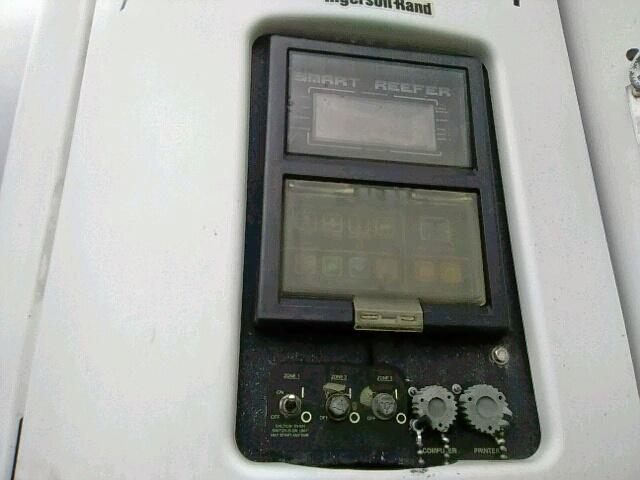 Ingersoll-Rand
SMART REEFER
ZONE 1
ZONE 2
ZONE 3
ON
OFF
OFF
OFF
COMPUTER
PRINTER